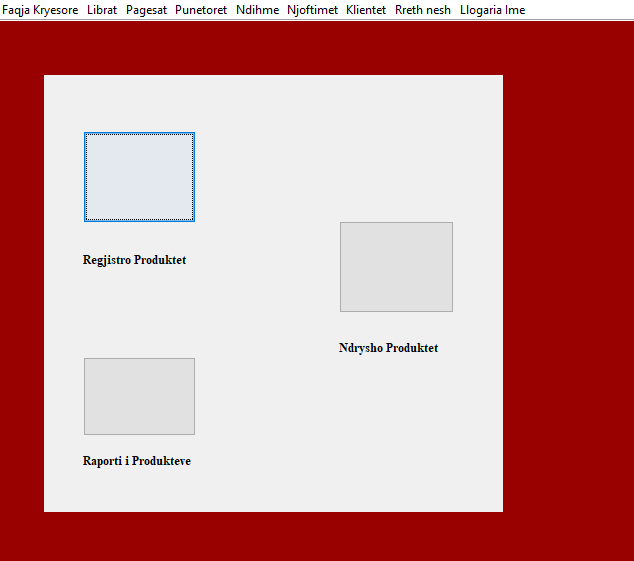 Faqja Kryesore Librat Pagesat Punetoret Ndihme Njoftimet Klientet Rreth nesh Llogaria Ime
Regjistro Produktet
Ndrysho Produktet
Raporti i Produkteve